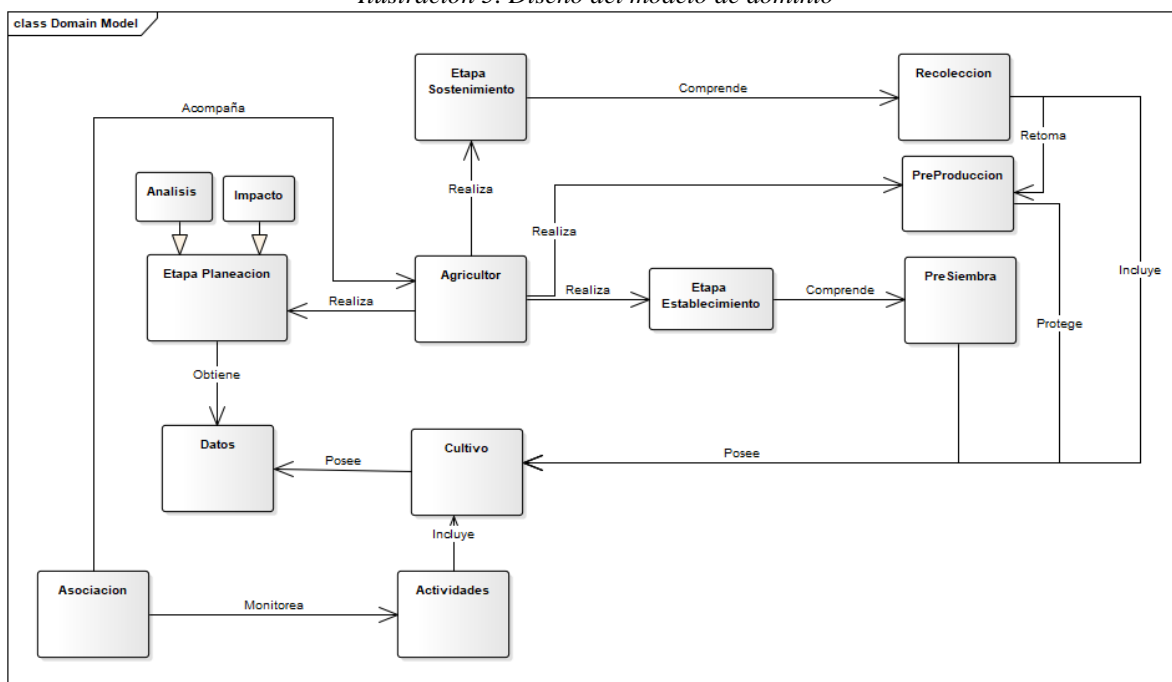 Ilustración 3: Diseño del modelo de dominio
class Domain Model
Etapa
Sostenimiento
Comprende
Recoleccion
Acompaña
Retoma
Analisis
Impacto
Realiza
PreProduccion
Realiza
Etapa Planeacion
Realiza
Agricultor
Realiza
Etapa
Establecimiento
Comprende
PreSiembra
Incluye
Protege
Obtiene
Datos
Posee
Cultivo
Posee
Incluye
Asociacion
Monitorea
Actividades